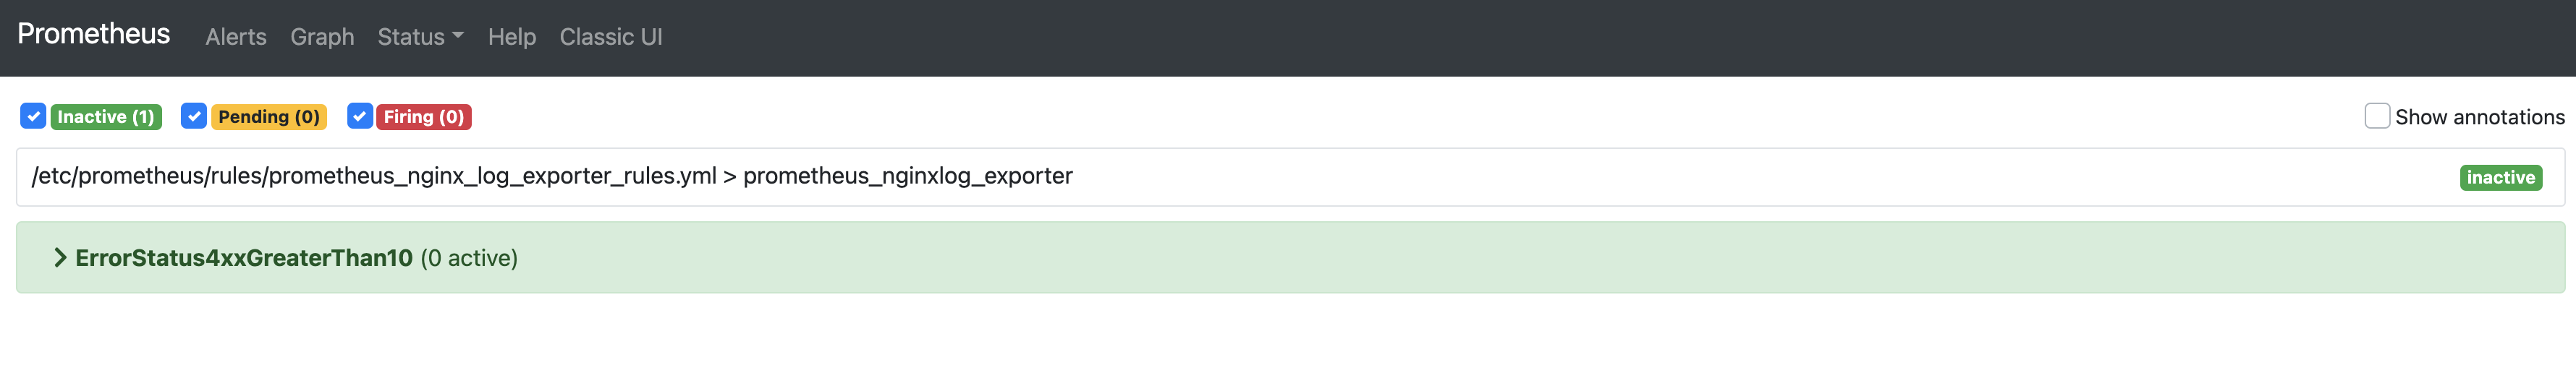 Prometheus Alerts Graph Status Help Classic UI
Inactive (1) Pending (0) Firing (0) Show annotations
/etc/prometheus/rules/prometheus_nginx_log_exporter_rules.yml > prometheus_nginxlog_exporter inactive
ErrorStatus4xxGreaterThan10 (0 active)